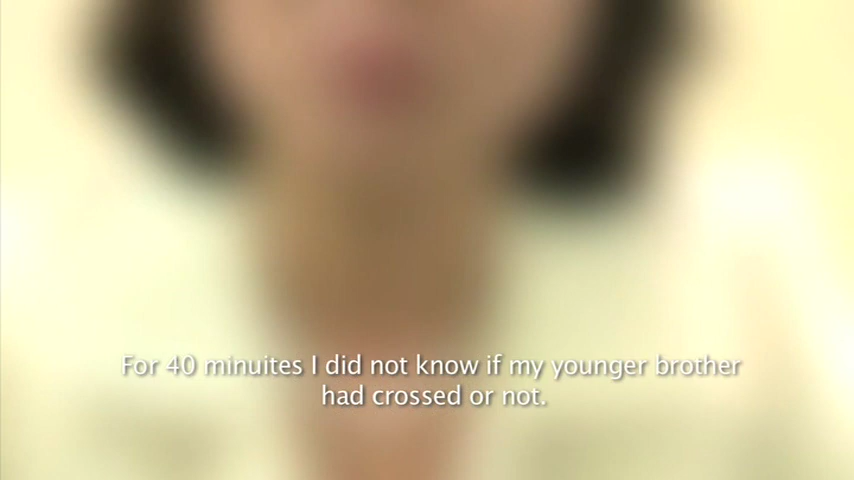 For 40 minuites I did not know if my younger brother
had crossed or not.